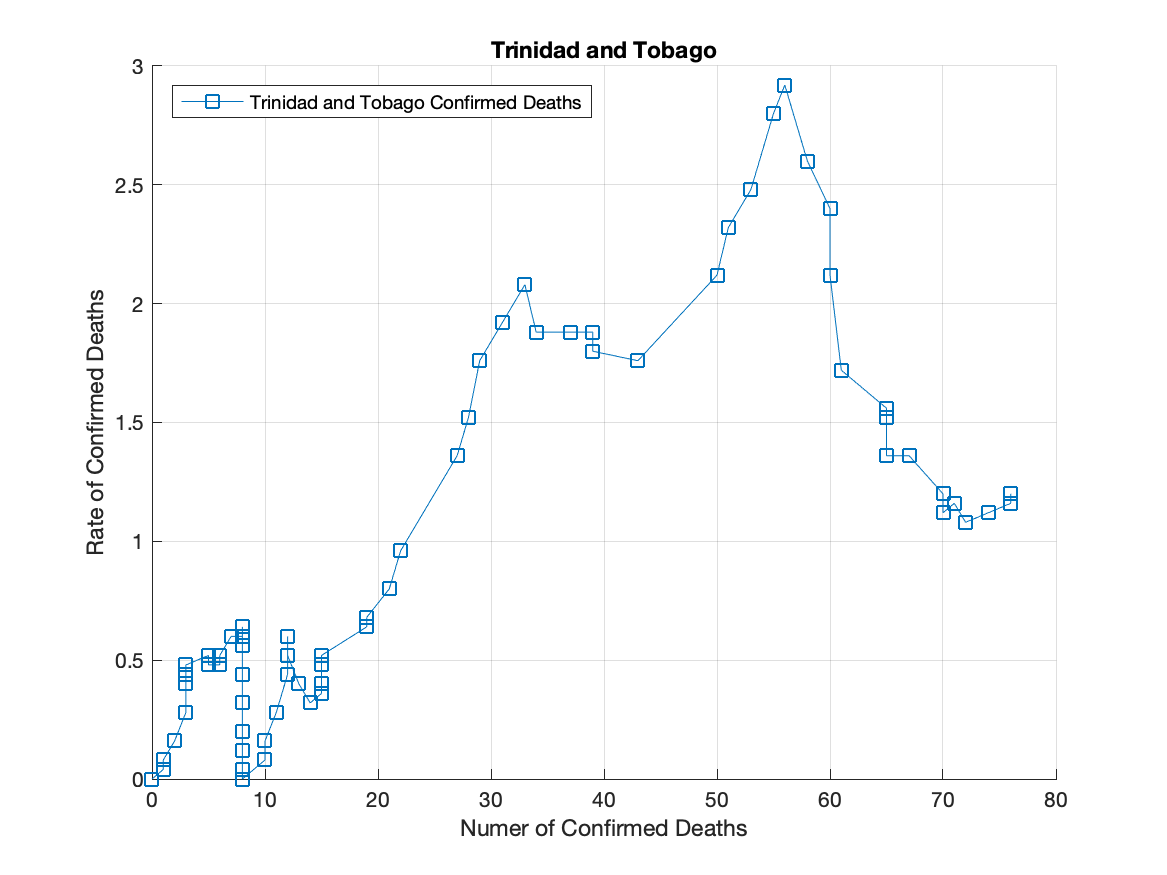 Trinidad and Tobago
Trinidad and Tobago Confirmed Deaths
3
2.5
2
1.5
1
0.5
0
Rate of Confirmed Deaths
0 10 20 30 40 50 60 70 80
Numer of Confirmed Deaths